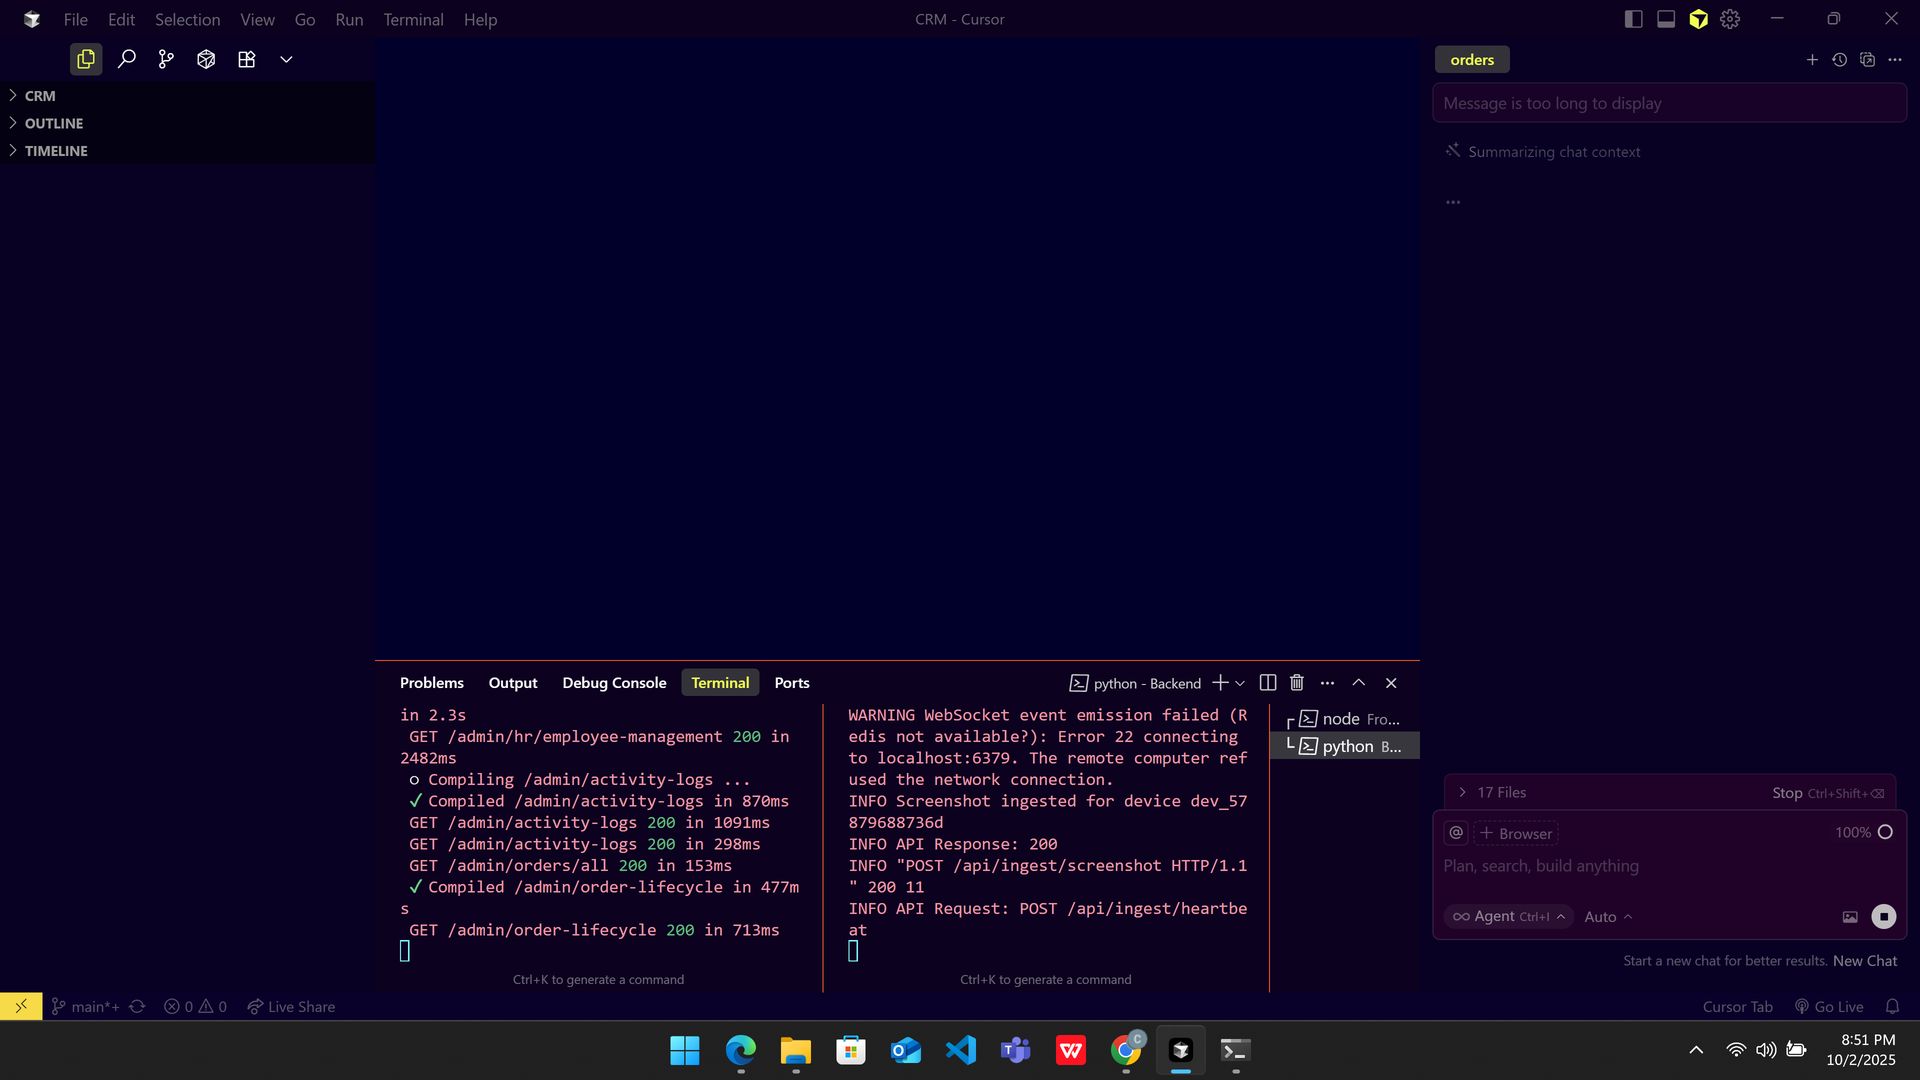 File Edit Selection View Go Run Terminal Help
CRM - Cursor
CRM
OUTLINE
TIMELINE
orders
Message is too long to display
Summarizing chat context
...
Problems Output Debug Console Terminal Ports
python - Backend
in 2.3s
GET /admin/hr/employee-management 200 in
2482ms
○ Compiling /admin/activity-logs ...
✓ Compiled /admin/activity-logs in 870ms
GET /admin/activity-logs 200 in 1091ms
GET /admin/activity-logs 200 in 298ms
GET /admin/orders/all 200 in 153ms
✓ Compiled /admin/order-lifecycle in 477m
s
GET /admin/order-lifecycle 200 in 713ms
Ctrl+K to generate a command
WARNING WebSocket event emission failed (R
edis not available?): Error 22 connecting
to localhost:6379. The remote computer ref
used the network connection.
INFO Screenshot ingested for device dev_57
879688736d
INFO API Response: 200
INFO "POST /api/ingest/screenshot HTTP/1.1
" 200 11
INFO API Request: POST /api/ingest/heartbe
at
Ctrl+K to generate a command
node Fro...
python B...
17 Files
Stop Ctrl+Shift+⌫
@ + Browser
100%
Plan, search, build anything
∞ Agent Ctrl+I
Auto
Start a new chat for better results. New Chat
main*+ 0 0 Live Share
Cursor Tab Go Live
C
W
8:51 PM
10/2/2025